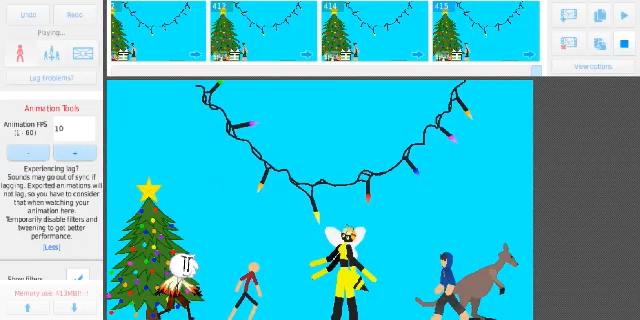 Undo Redo
Playing...
Lag Problems?
Animation Tools
Animation FPS
(1 - 60)
10
- +
Experiencing lag?
Sounds may go out of sync if
lagging. Exported animations will
not lag, so you have to consider
that when watching your
animation here.
Temporarily disable filters and
tweening to get better
performance.
[Less]
Show filters
Memory use: 413MB!!
412
414
415
View options